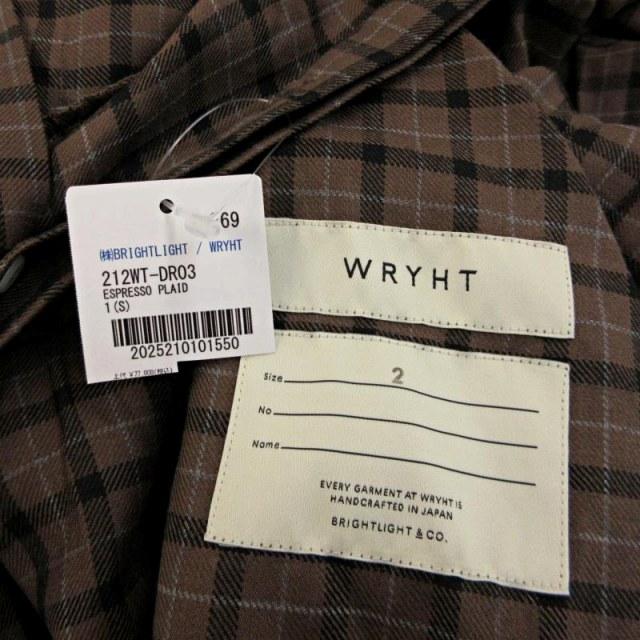 69
㈱BRIGHTLIGHT / WRYHT
212WT-DR03
ESPRESSO PLAID
1(S)
2025210101550
WRYHT
Size 2
No
Name
EVERY GARMENT AT WRYHT IS
HANDCRAFTED IN JAPAN
BRIGHTLIGHT & CO.